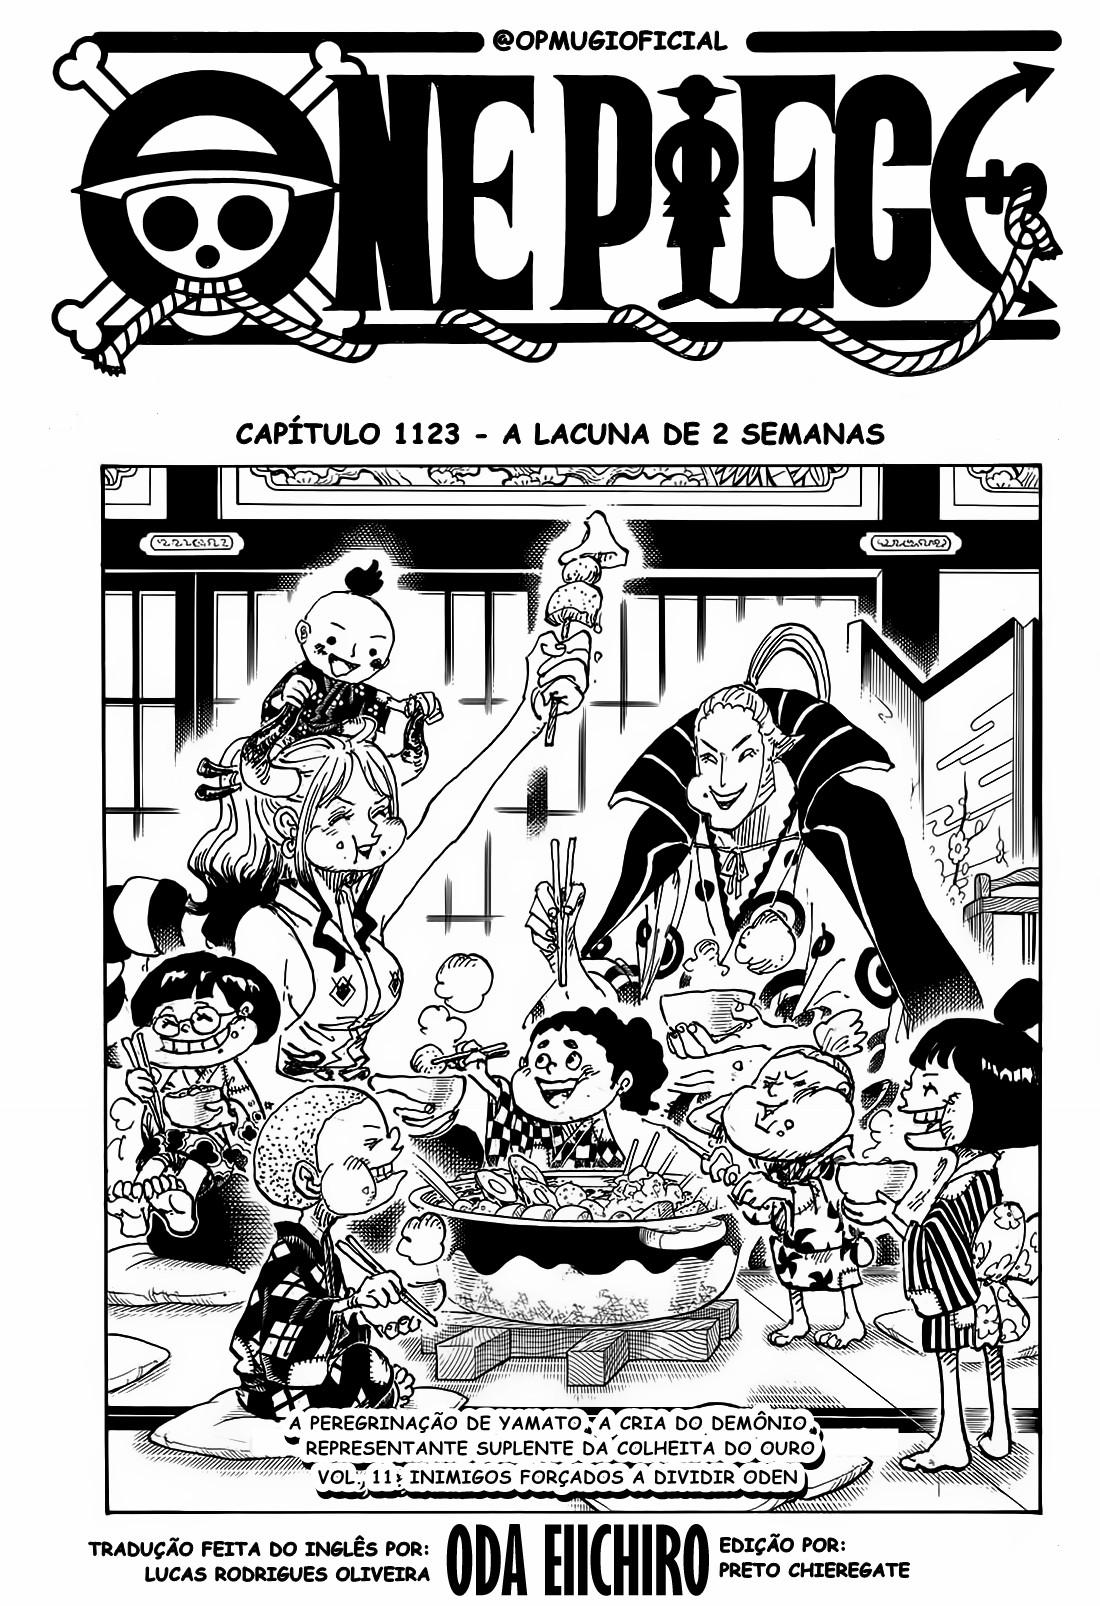 @OPMUGIOFICIAL
ONE PIECE
CAPÍTULO 1123 - A LACUNA DE 2 SEMANAS
A PEREGRINAÇÃO DE YAMATO, A CRIA DO DEMÔNIO
REPRESENTANTE SUPLENTE DA COLHEITA DO OURO
VOL. 11: INIMIGOS FORÇADOS A DIVIDIR ODEN
TRADUÇÃO FEITA DO INGLÊS POR:
LUCAS RODRIGUES OLIVEIRA
ODA EIICHIRO
EDIÇÃO POR:
PRETO CHIEREGATE